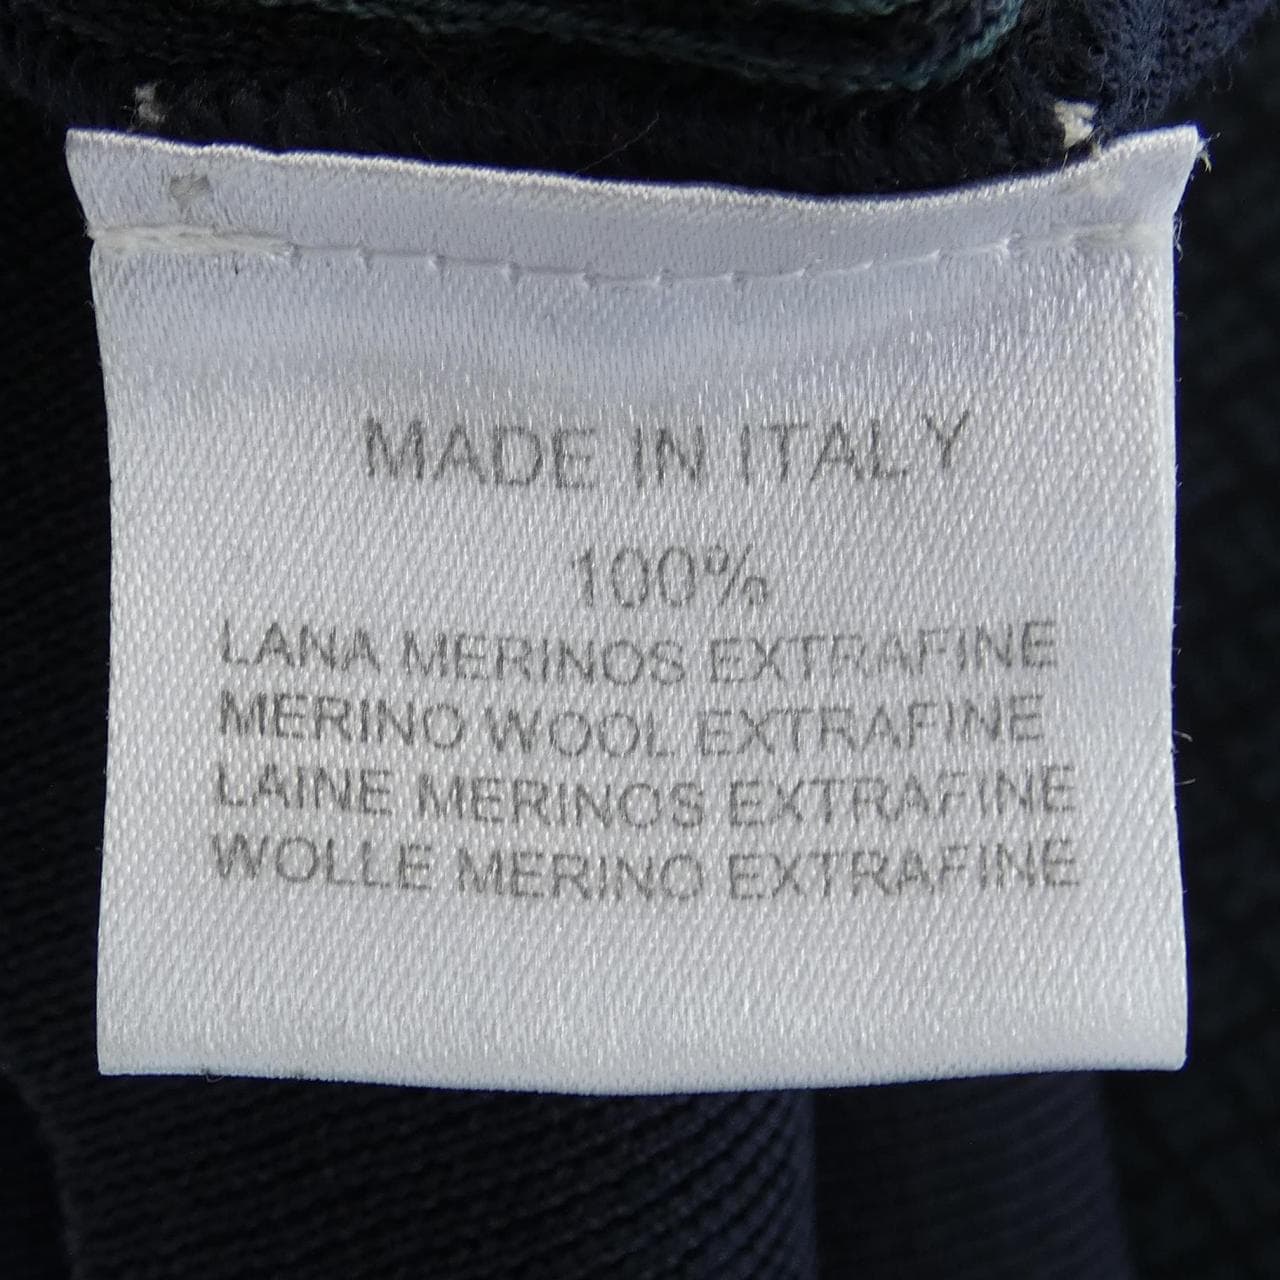 MADE IN ITALY
100%
LANA MERINOS EXTRAFINE
MERINO WOOL EXTRAFINE
LAINE MERINOS EXTRAFINE
WOLLE MERINO EXTRAFINE